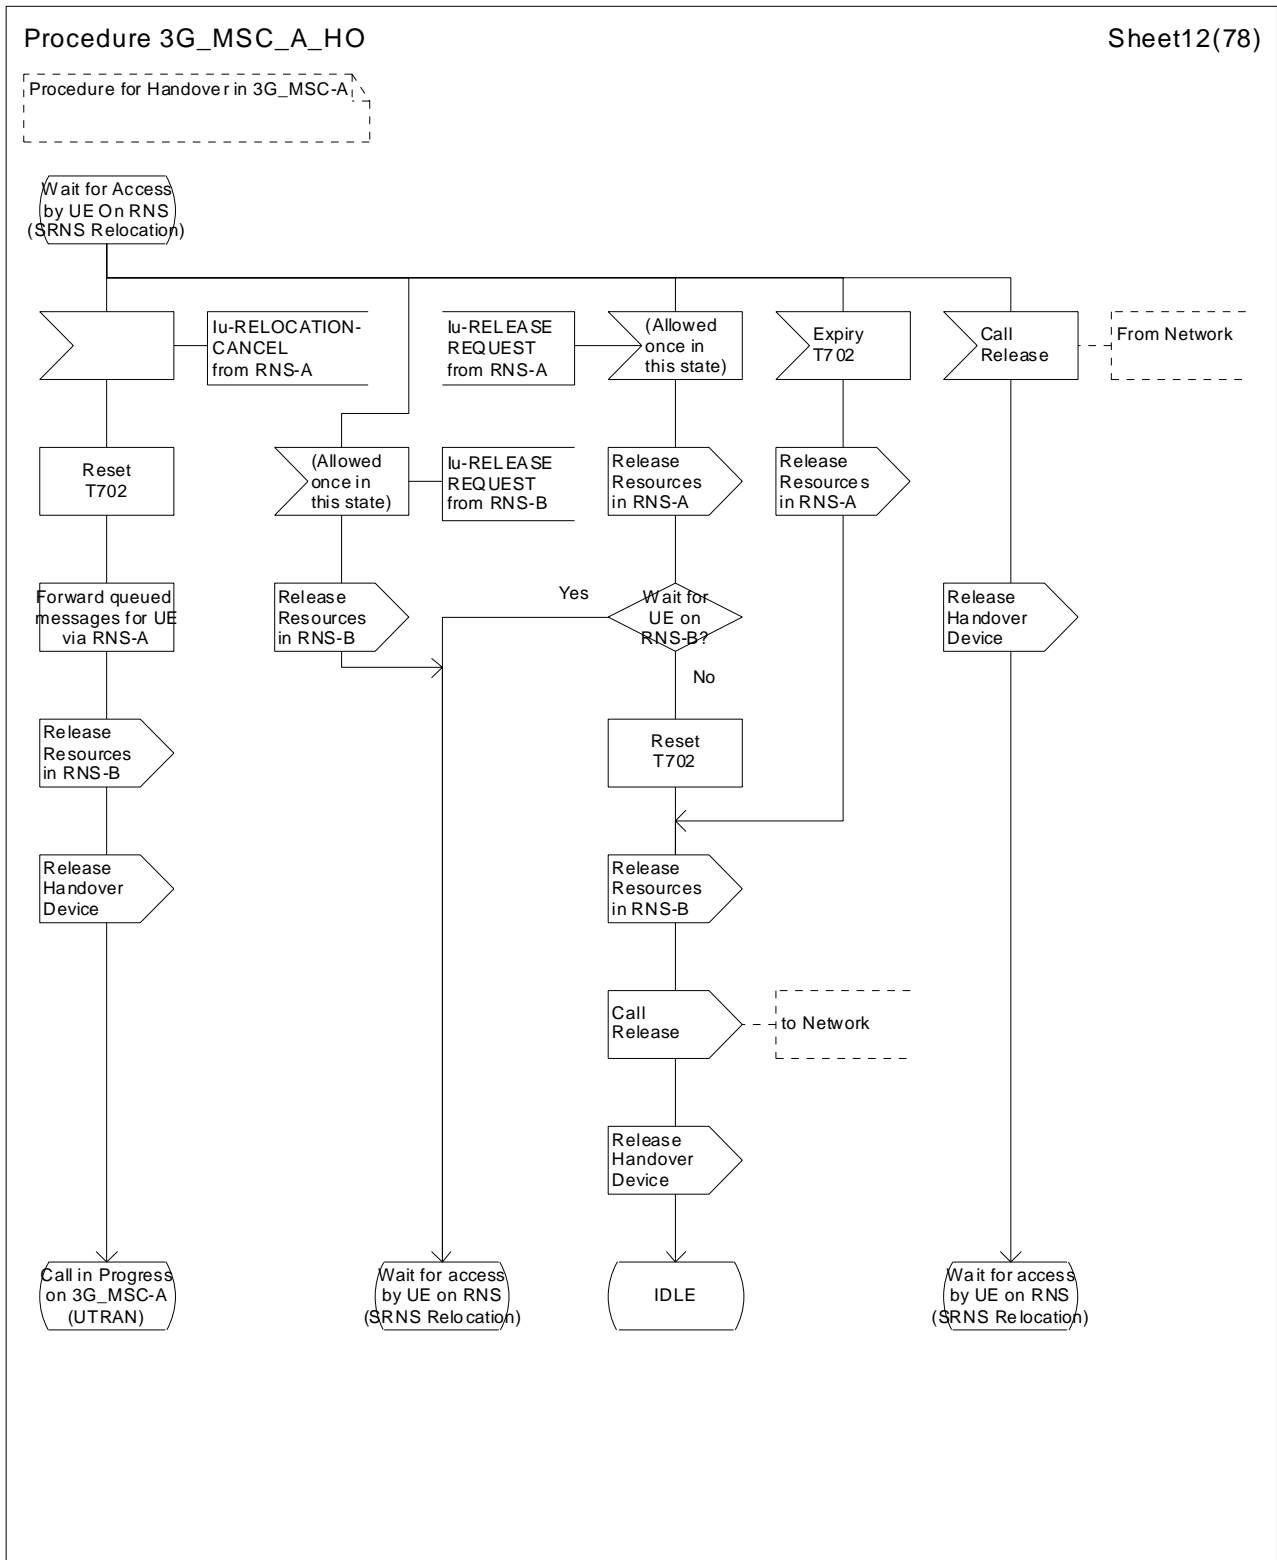 Procedure 3G_MSC_A_HO
Sheet12(78)
Procedure for Handover in 3G_MSC-A
Wait for Access
by UE On RNS
(SRNS Relocation)
Iu-RELOCATION-
CANCEL
from RNS-A
Iu-RELEASE
REQUEST
from RNS-A
(Allowed
once in
this state)
Expiry
T702
Call
Release
From Network
Reset
T702
(Allowed
once in
this state)
Iu-RELEASE
REQUEST
from RNS-B
Release
Resources
in RNS-A
Release
Resources
in RNS-A
Forward queued
messages for UE
via RNS-A
Release
Resources
in RNS-B
Yes
Wait for
UE on
RNS-B?
No
Release
Handover
Device
Release
Resources
in RNS-B
Reset
T702
Release
Handover
Device
Release
Resources
in RNS-B
Call
Release
to Network
Release
Handover
Device
Call in Progress
on 3G_MSC-A
(UTRAN)
Wait for access
by UE on RNS
(SRNS Relocation)
IDLE
Wait for access
by UE on RNS
(SRNS Relocation)